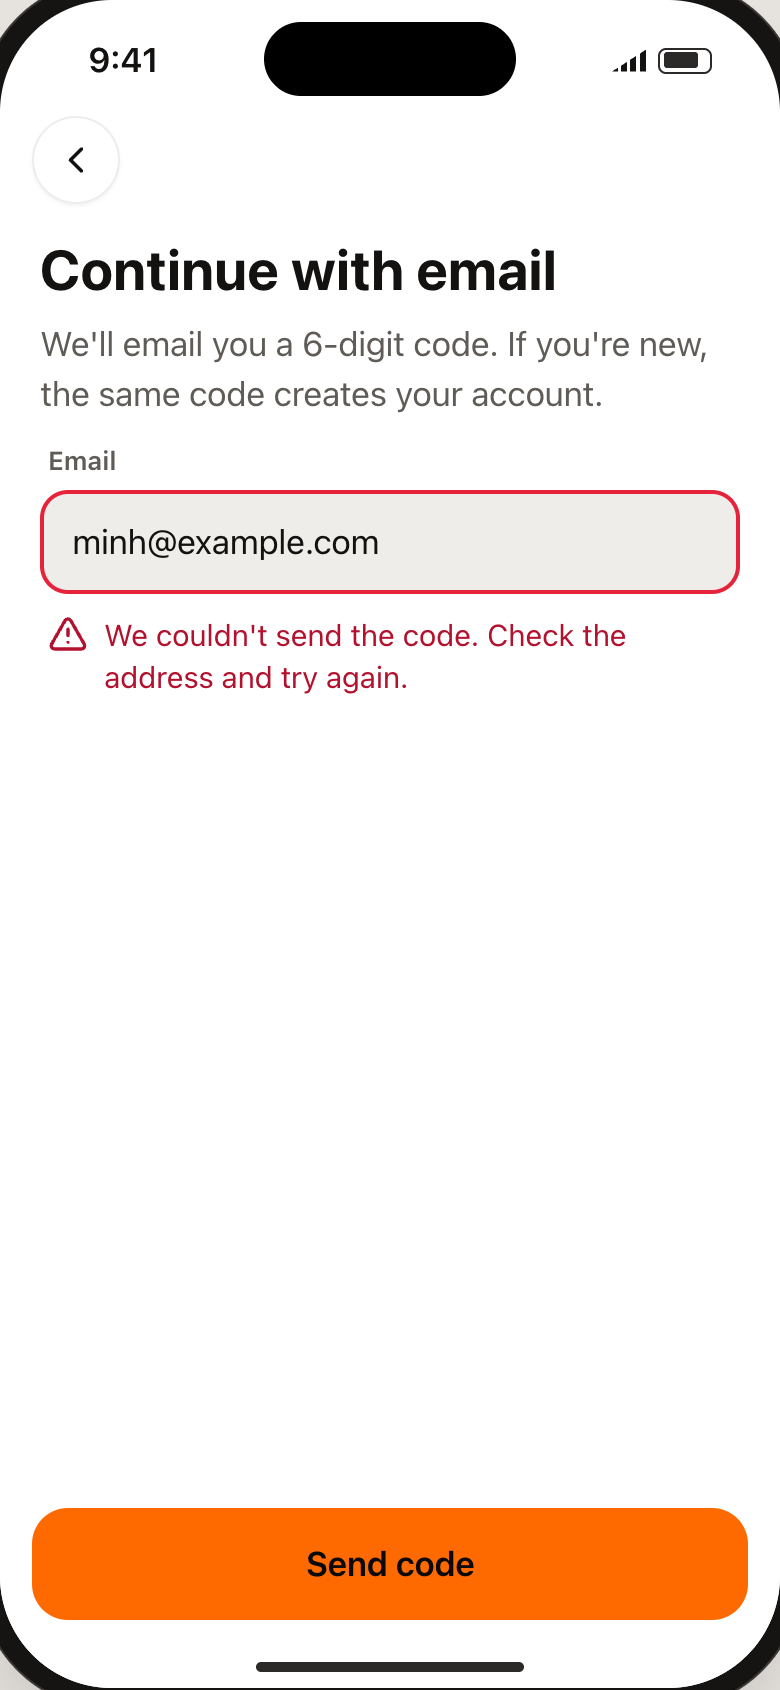 9:41
Continue with email
We'll email you a 6-digit code. If you're new,
the same code creates your account.
Email
minh@example.com
We couldn't send the code. Check the
address and try again.
Send code